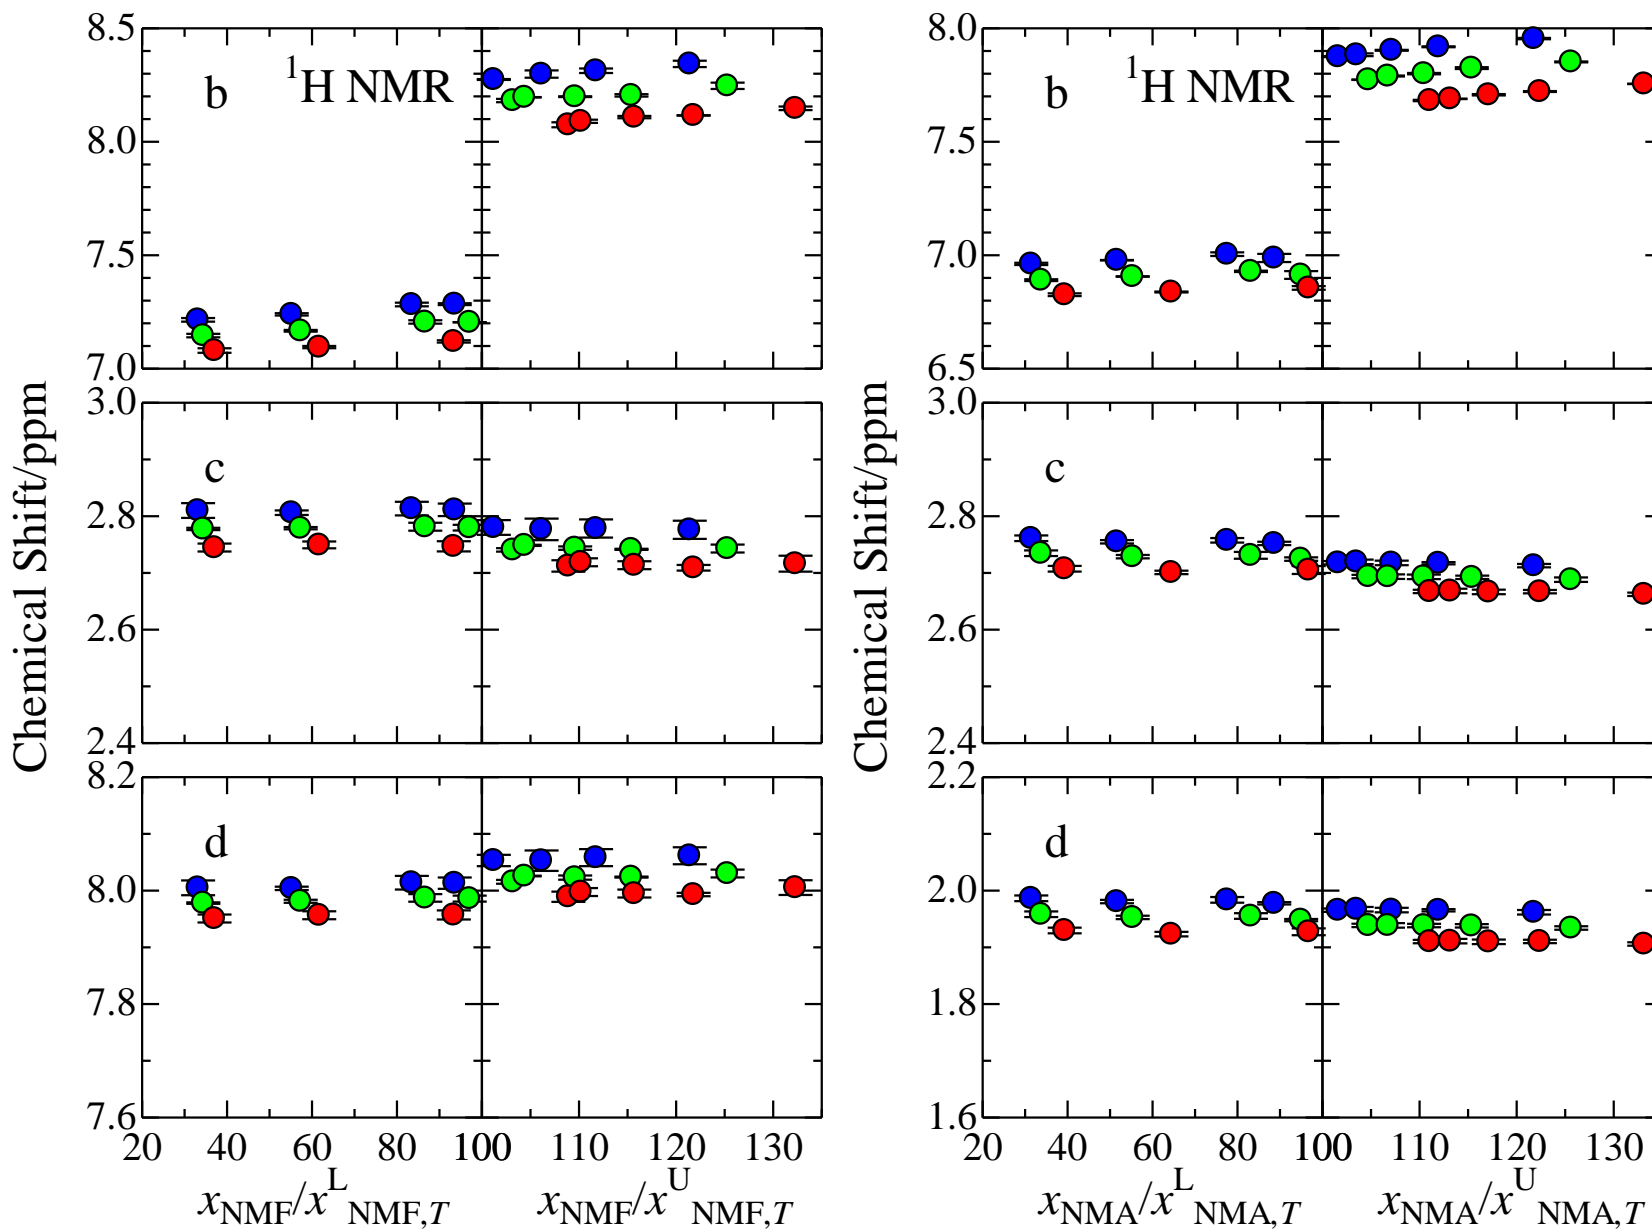 8.5
b ¹H NMR
8.0
7.5
7.0
3.0
c
2.8
2.6
2.4
8.2
d
8.0
7.8
7.6
20 60 80 100 110 130
Chemical Shift/ppm
x_NMF/x^L_NMF,T x_NMF/x^U_NMF,T
8.0
b ¹H NMR
7.5
7.0
6.5
3.0
c
2.8
2.6
2.4
2.2
d
2.0
1.8
1.6
20 60 80 100 110 130
Chemical Shift/ppm
x_NMA/x^L_NMA,T x_NMA/x^U_NMA,T